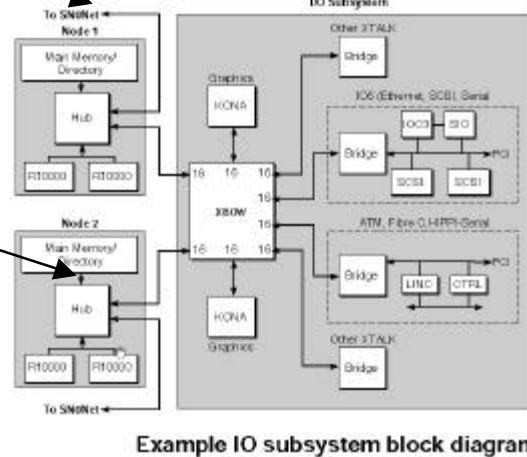 IO Subsystem
To SN0Net
Node 1
Main Memory/
Directory
Hub
R10000 R10000
Node 2
Main Memory/
Directory
Hub
R10000 R10000
To SN0Net
Graphics
KONA
16 16 16
16
XBOW
16
16 16 16
KONA
Graphics
Other XTALK
Bridge
IO6 (Ethernet, SCSI, Serial
IOC3 SIO
Bridge
PCI
SCSI SCSI
ATM, Fibre C, HIPPI-Serial
Bridge
PCI
LINC CTRL
Other XTALK
Bridge
Example IO subsystem block diagram